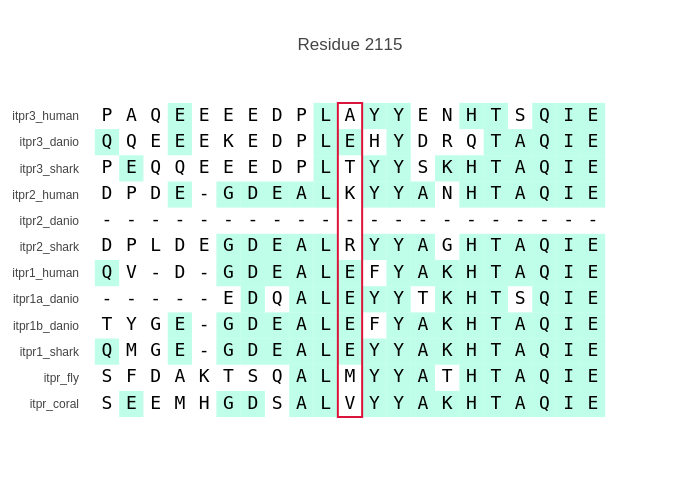 Residue 2115
itpr3_human P A Q E E E E D P L A Y Y E N H T S Q I E
itpr3_danio Q Q E E E K E D P L E H Y D R Q T A Q I E
itpr3_shark P E Q Q E E E D P L T Y Y S K H T A Q I E
itpr2_human D P D E - G D E A L K Y Y A N H T A Q I E
itpr2_danio - - - - - - - - - - - - - - - - - - - - -
itpr2_shark D P L D E G D E A L R Y Y A G H T A Q I E
itpr1_human Q V - D - G D E A L E F Y A K H T A Q I E
itpr1a_danio - - - - - E D Q A L E Y Y T K H T S Q I E
itpr1b_danio T Y G E - G D E A L E F Y A K H T A Q I E
itpr1_shark Q M G E - G D E A L E Y Y A K H T A Q I E
itpr_fly S F D A K T S Q A L M Y Y A T H T A Q I E
itpr_coral S E E M H G D S A L V Y Y A K H T A Q I E